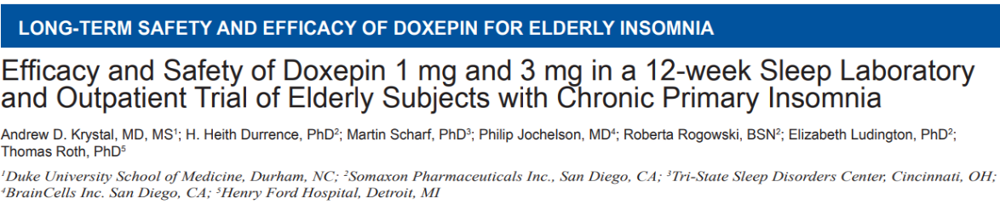 LONG-TERM SAFETY AND EFFICACY OF DOXEPIN FOR ELDERLY INSOMNIA
Efficacy and Safety of Doxepin 1 mg and 3 mg in a 12-week Sleep Laboratory
and Outpatient Trial of Elderly Subjects with Chronic Primary Insomnia
Andrew D. Krystal, MD, MS¹; H. Heith Durrence, PhD²; Martin Scharf, PhD³; Philip Jochelson, MD⁴; Roberta Rogowski, BSN²; Elizabeth Ludington, PhD²;
Thomas Roth, PhD⁵
¹Duke University School of Medicine, Durham, NC; ²Somaxon Pharmaceuticals Inc., San Diego, CA; ³Tri-State Sleep Disorders Center, Cincinnati, OH;
⁴BrainCells Inc. San Diego, CA; ⁵Henry Ford Hospital, Detroit, MI